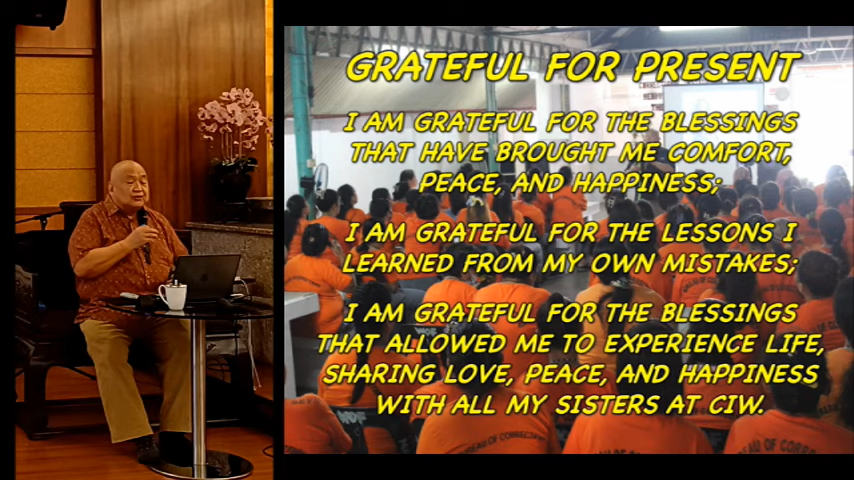 GRATEFUL FOR PRESENT
I AM GRATEFUL FOR THE BLESSINGS
THAT HAVE BROUGHT ME COMFORT,
PEACE, AND HAPPINESS;
I AM GRATEFUL FOR THE LESSONS I
LEARNED FROM MY OWN MISTAKES;
I AM GRATEFUL FOR THE BLESSINGS
THAT ALLOWED ME TO EXPERIENCE LIFE,
SHARING LOVE, PEACE, AND HAPPINESS
WITH ALL MY SISTERS AT CIW.